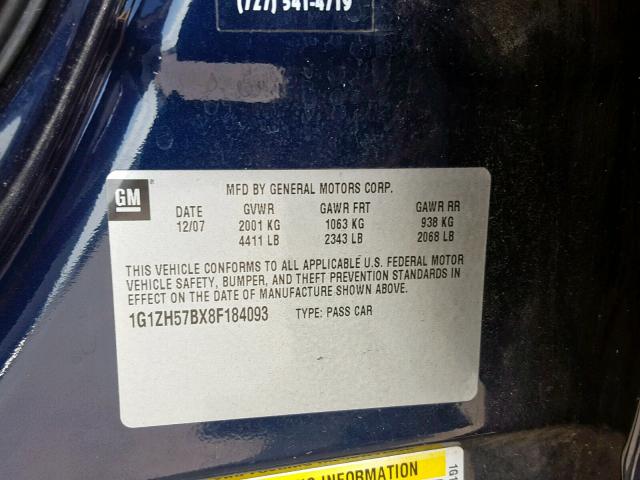 (727) 541-4719
GM
MFD BY GENERAL MOTORS CORP.
DATE GVWR GAWR FRT GAWR RR
12/07 2001 KG 1063 KG 938 KG
4411 LB 2343 LB 2068 LB
THIS VEHICLE CONFORMS TO ALL APPLICABLE U.S. FEDERAL MOTOR
VEHICLE SAFETY, BUMPER, AND THEFT PREVENTION STANDARDS IN
EFFECT ON THE DATE OF MANUFACTURE SHOWN ABOVE.
1G1ZH57BX8F184093 TYPE: PASS CAR
INFORMATION
1G1